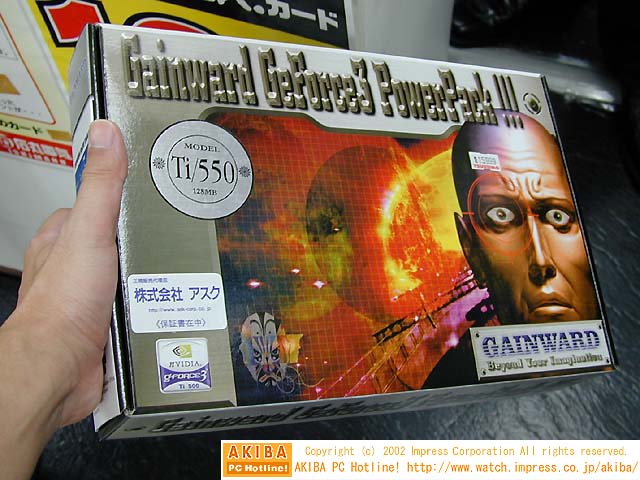 人.カード
Gainward GeForce3 PowerPack !!!
MODEL
Ti/550
128MB
株式会社 アスク
《保証書在中》
nVIDIA
GFORCE3
Ti 500
GAINWARD
Beyond Your Imagination
AKIBA
PC Hotline!
Copyright (c) 2002 Impress Corporation All rights reserved.
AKIBA PC Hotline! http://www.watch.impress.co.jp/akiba/